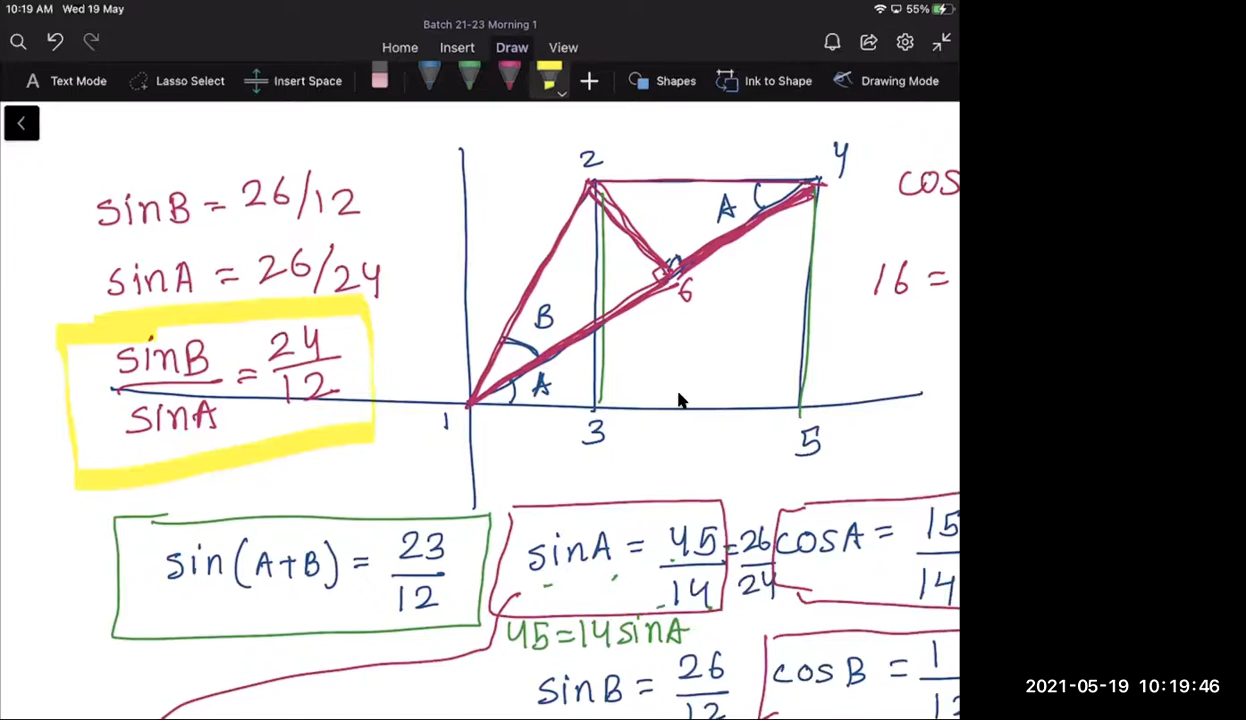 10:19 AM Wed 19 May
55%
Batch 21-23 Morning 1
Home Insert Draw View
A Text Mode Lasso Select Insert Space Shapes Ink to Shape Drawing Mode
2 4
cos
sinB = 26/12
A
sinA = 26/24
16 =
6
B
sinB/sinA = 24/12
A
1 3 5
sin(A+B) = 23/12
sinA = 45/14 = 26/24
cosA = 15/14
45=14sinA
sinB = 26/12
cosB = 1
2021-05-19 10:19:46